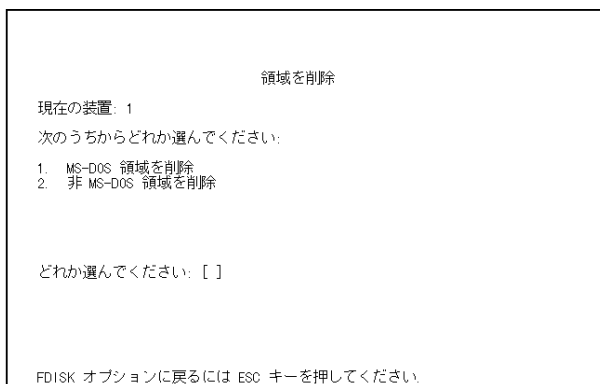 領域を削除
現在の装置: 1
次のうちからどれか選んでください:
1. MS-DOS 領域を削除
2. 非 MS-DOS 領域を削除
どれか選んでください: [ ]
FDISK オプションに戻るには ESC キーを押してください.